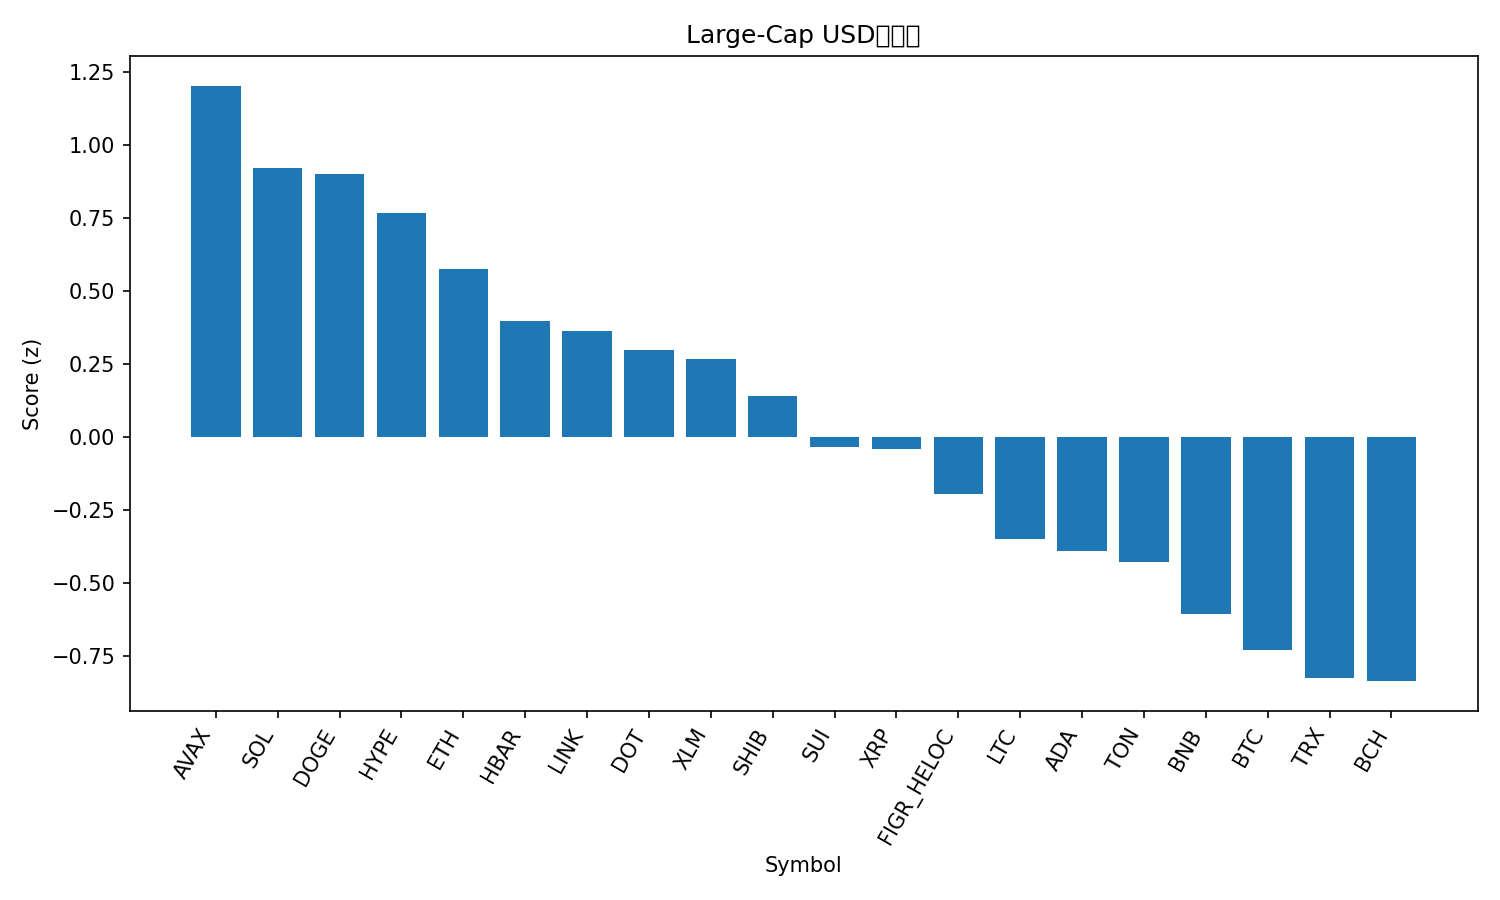 Large-Cap USD
Score (z)
1.25
1.00
0.75
0.50
0.25
0.00
−0.25
−0.50
−0.75
AVAX
SOL
DOGE
HYPE
ETH
HBAR
LINK
DOT
XLM
SHIB
SUI
XRP
FIGR_HELOC
LTC
ADA
TON
BNB
BTC
TRX
BCH
Symbol